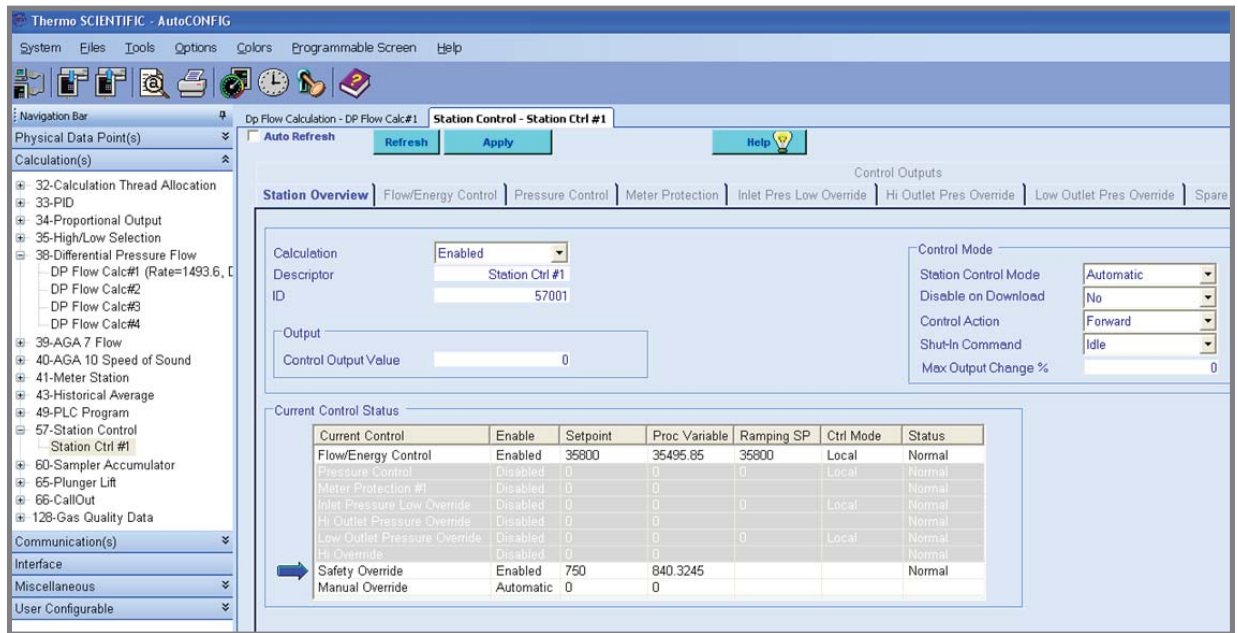 Thermo SCIENTIFIC - AutoCONFIG
System Files Tools Options Colors Programmable Screen Help
Navigation Bar
Physical Data Point(s)
Calculation(s)
32-Calculation Thread Allocation
33-PID
34-Proportional Output
35-High/Low Selection
38-Differential Pressure Flow
DP Flow Calc#1 (Rate=1493.6, D
DP Flow Calc#2
DP Flow Calc#3
DP Flow Calc#4
39-AGA 7 Flow
40-AGA 10 Speed of Sound
41-Meter Station
43-Historical Average
49-PLC Program
57-Station Control
Station Ctrl #1
60-Sampler Accumulator
65-Plunger Lift
66-CallOut
128-Gas Quality Data
Communication(s)
Interface
Miscellaneous
User Configurable
Dp Flow Calculation - DP Flow Calc#1 Station Control - Station Ctrl #1
Auto Refresh Refresh Apply Help
Control Outputs
Station Overview Flow/Energy Control Pressure Control Meter Protection Inlet Pres Low Override Hi Outlet Pres Override Low Outlet Pres Override Spare
Calculation Enabled
Descriptor Station Ctrl #1
ID 57001
Output
Control Output Value 0
Control Mode
Station Control Mode Automatic
Disable on Download No
Control Action Forward
Shut-In Command Idle
Max Output Change % 0
Current Control Status
Current Control Enable Setpoint Proc Variable Ramping SP Ctrl Mode Status
Flow/Energy Control Enabled 35800 35495.85 35800 Local Normal
Pressure Control Disabled 0 0 0 Local Normal
Meter Protection #1 Disabled 0 0 Normal
Inlet Pressure Low Override Disabled 0 0 0 Local Normal
Hi Outlet Pressure Override Disabled 0 0 Normal
Low Outlet Pressure Override Disabled 0 0 0 Local Normal
Hi Override Disabled 0 0 Normal
Safety Override Enabled 750 840.3245 Normal
Manual Override Automatic 0 0